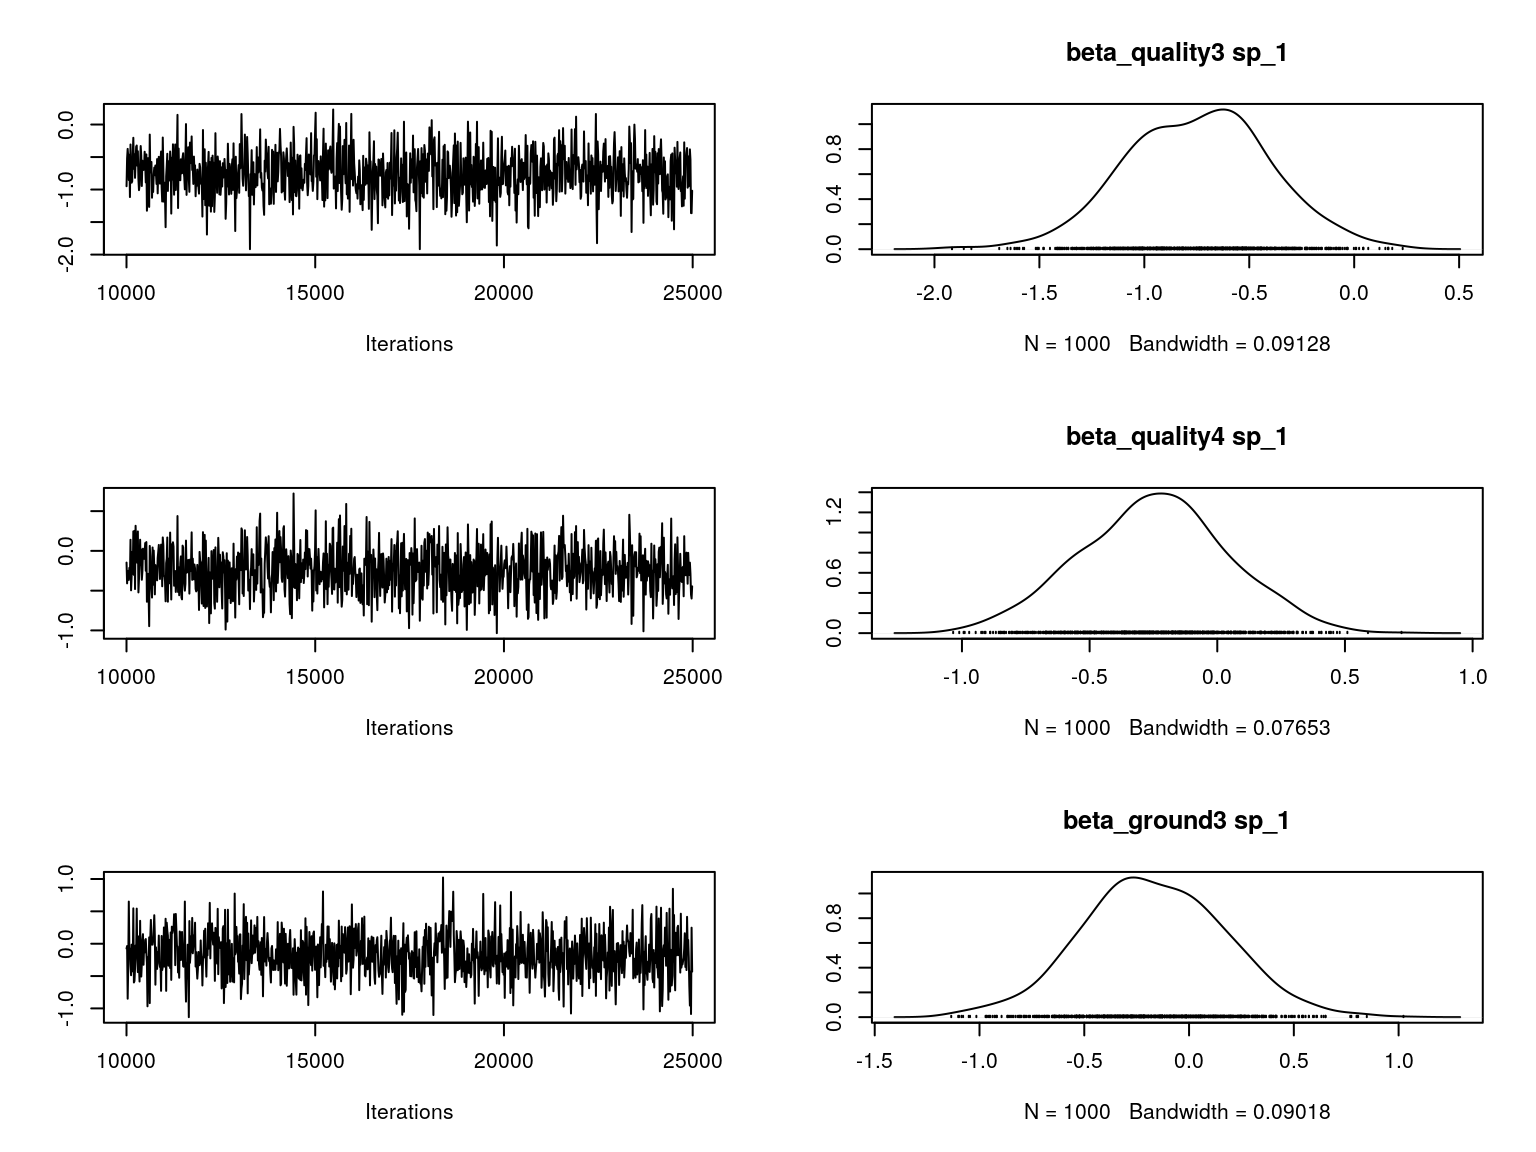 beta_quality3 sp_1
0.0
-1.0
-2.0
10000 15000 20000 25000
Iterations
0.8
0.4
0.0
-2.0 -1.5 -1.0 -0.5 0.0 0.5
N = 1000 Bandwidth = 0.09128
beta_quality4 sp_1
0.0
-1.0
10000 15000 20000 25000
Iterations
1.2
0.6
0.0
-1.0 -0.5 0.0 0.5 1.0
N = 1000 Bandwidth = 0.07653
beta_ground3 sp_1
1.0
0.0
-1.0
10000 15000 20000 25000
Iterations
0.8
0.4
0.0
-1.5 -1.0 -0.5 0.0 0.5 1.0
N = 1000 Bandwidth = 0.09018